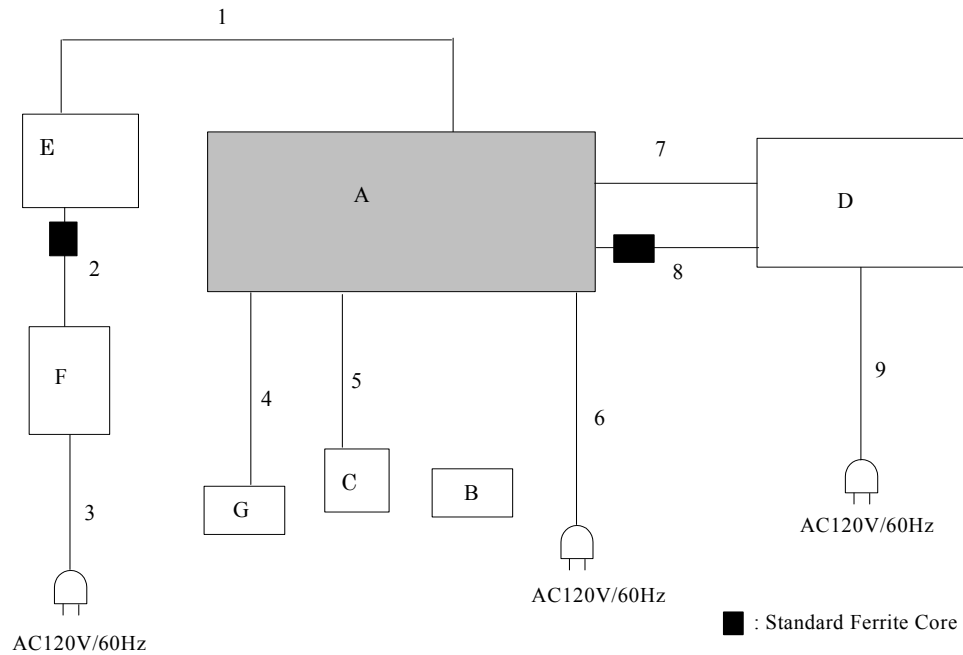 1
E
A
7
D
2
8
F
4
5
6
9
G
C
B
3
AC120V/60Hz
AC120V/60Hz
AC120V/60Hz
: Standard Ferrite Core